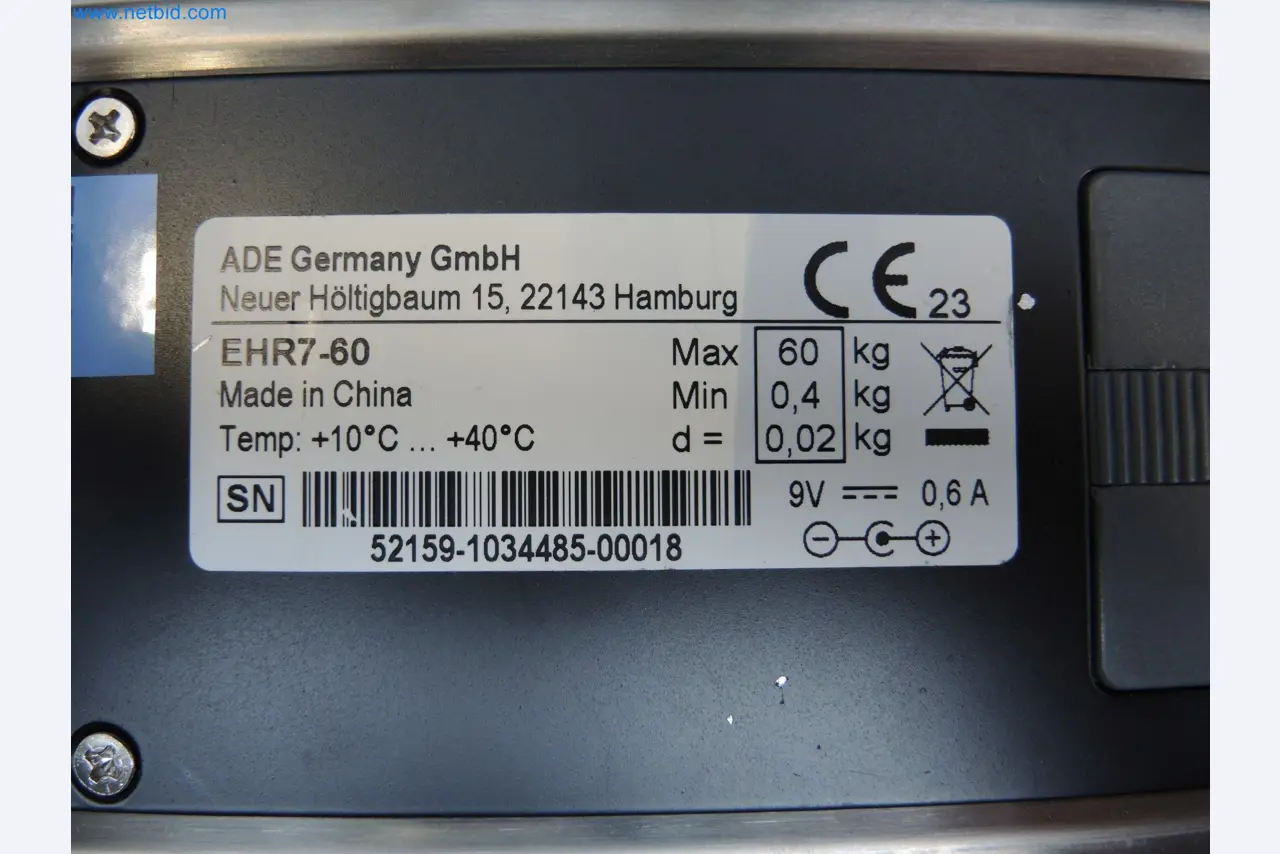 www.netbid.com
ADE Germany GmbH
Neuer Höltigbaum 15, 22143 Hamburg
CE 23
EHR7-60 Max 60 kg
Made in China Min 0,4 kg
Temp: +10°C ... +40°C d = 0,02 kg
SN 9V 0,6 A
52159-1034485-00018